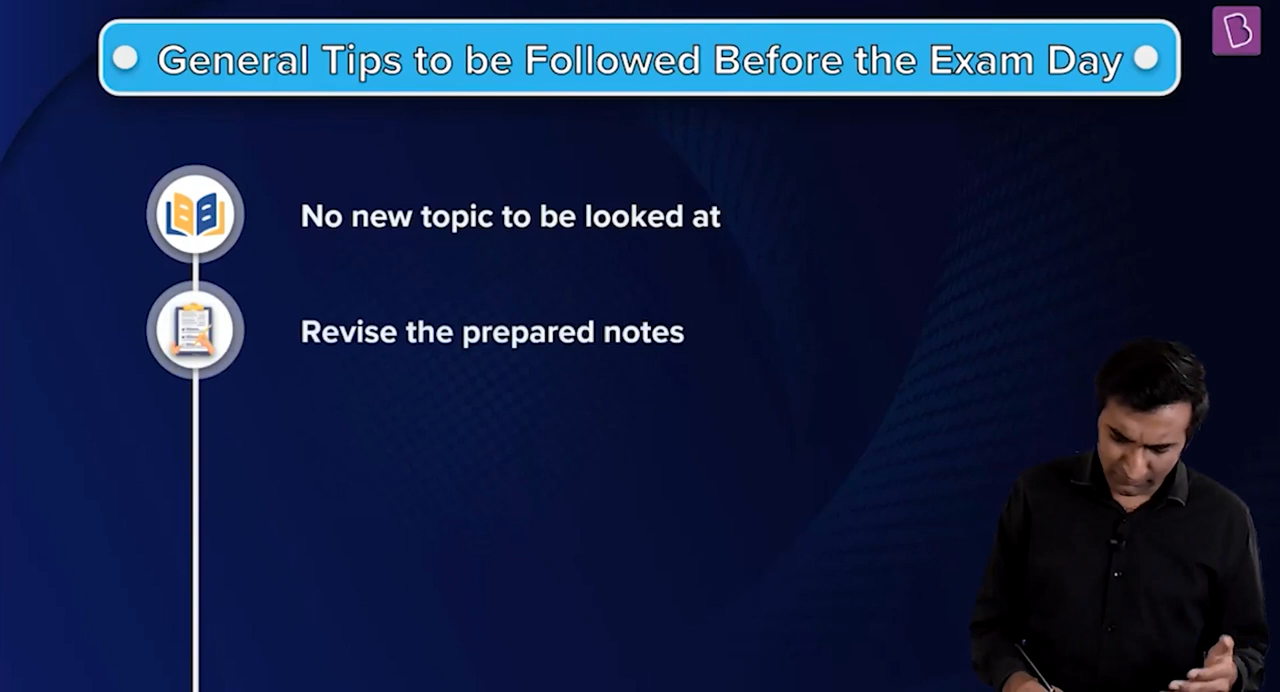 General Tips to be Followed Before the Exam Day
No new topic to be looked at
Revise the prepared notes